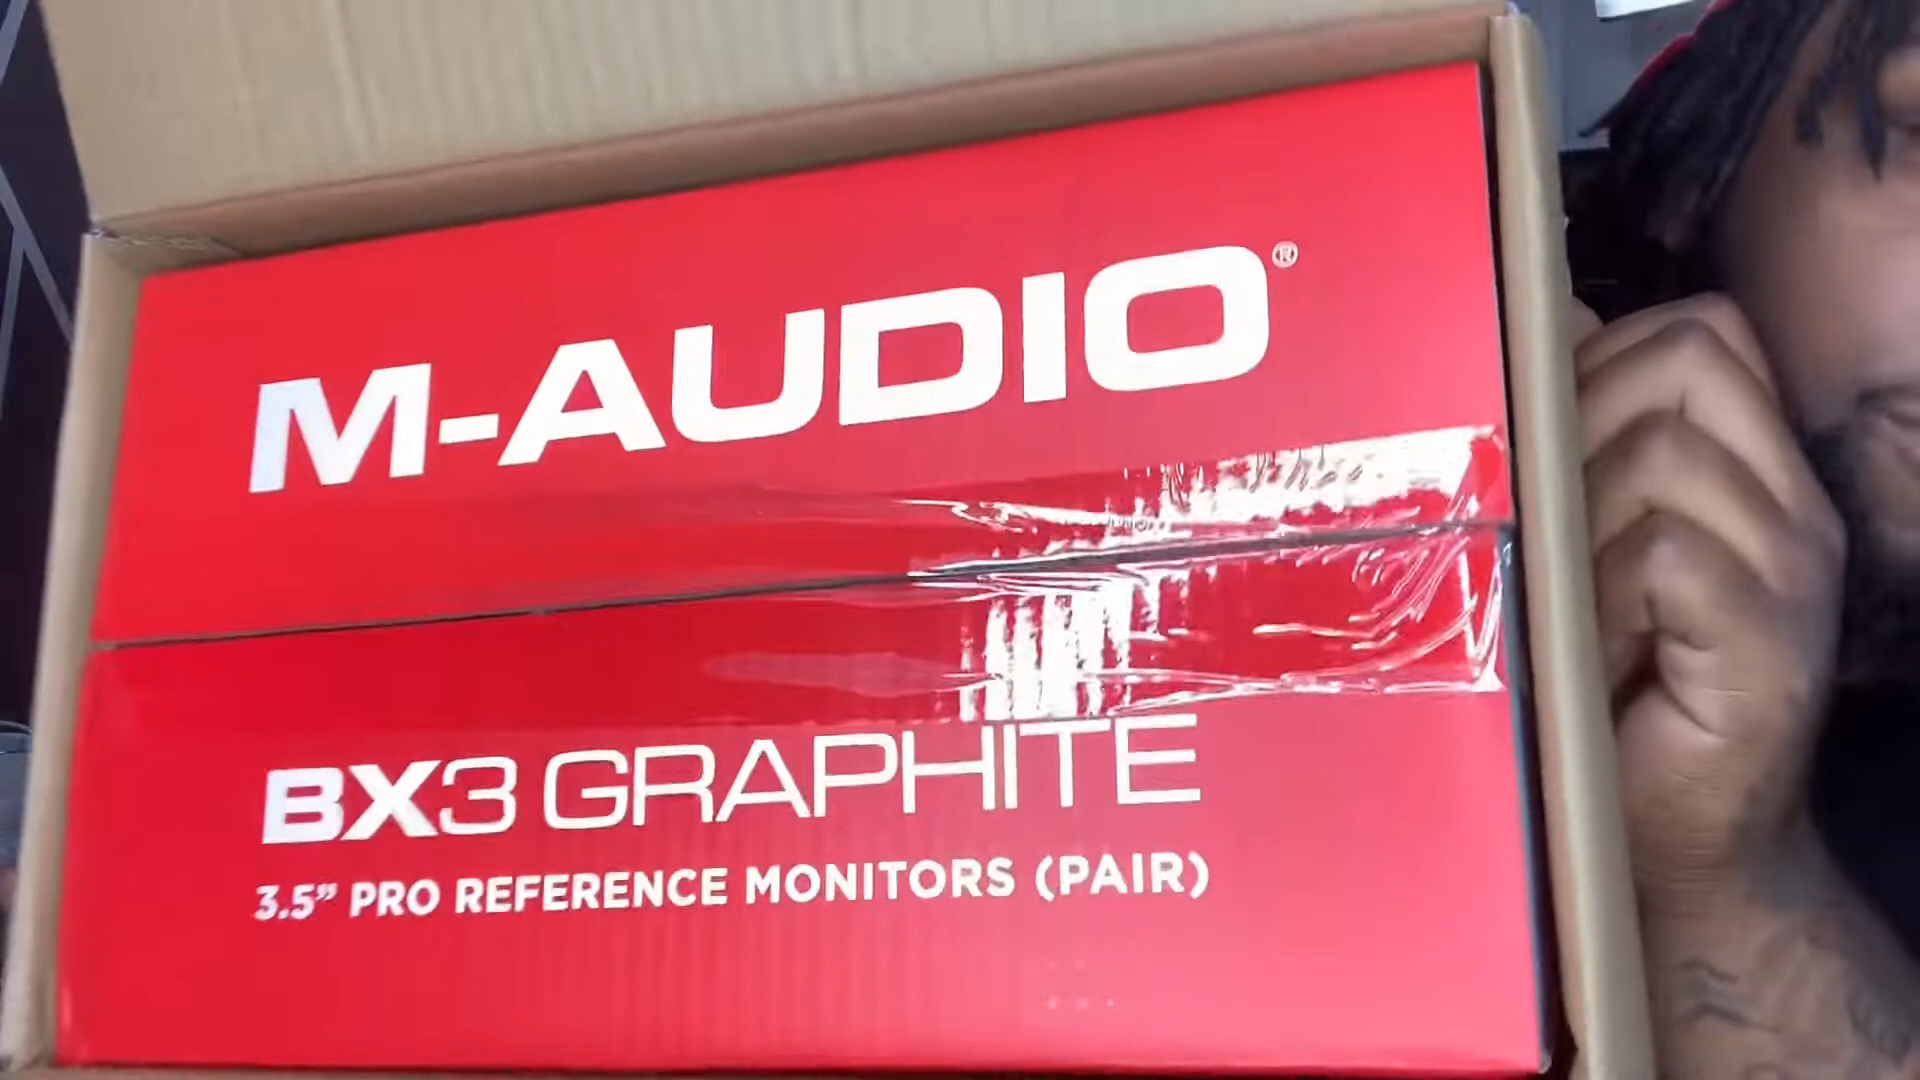 M-AUDIO®
BX3 GRAPHITE
3.5” PRO REFERENCE MONITORS (PAIR)